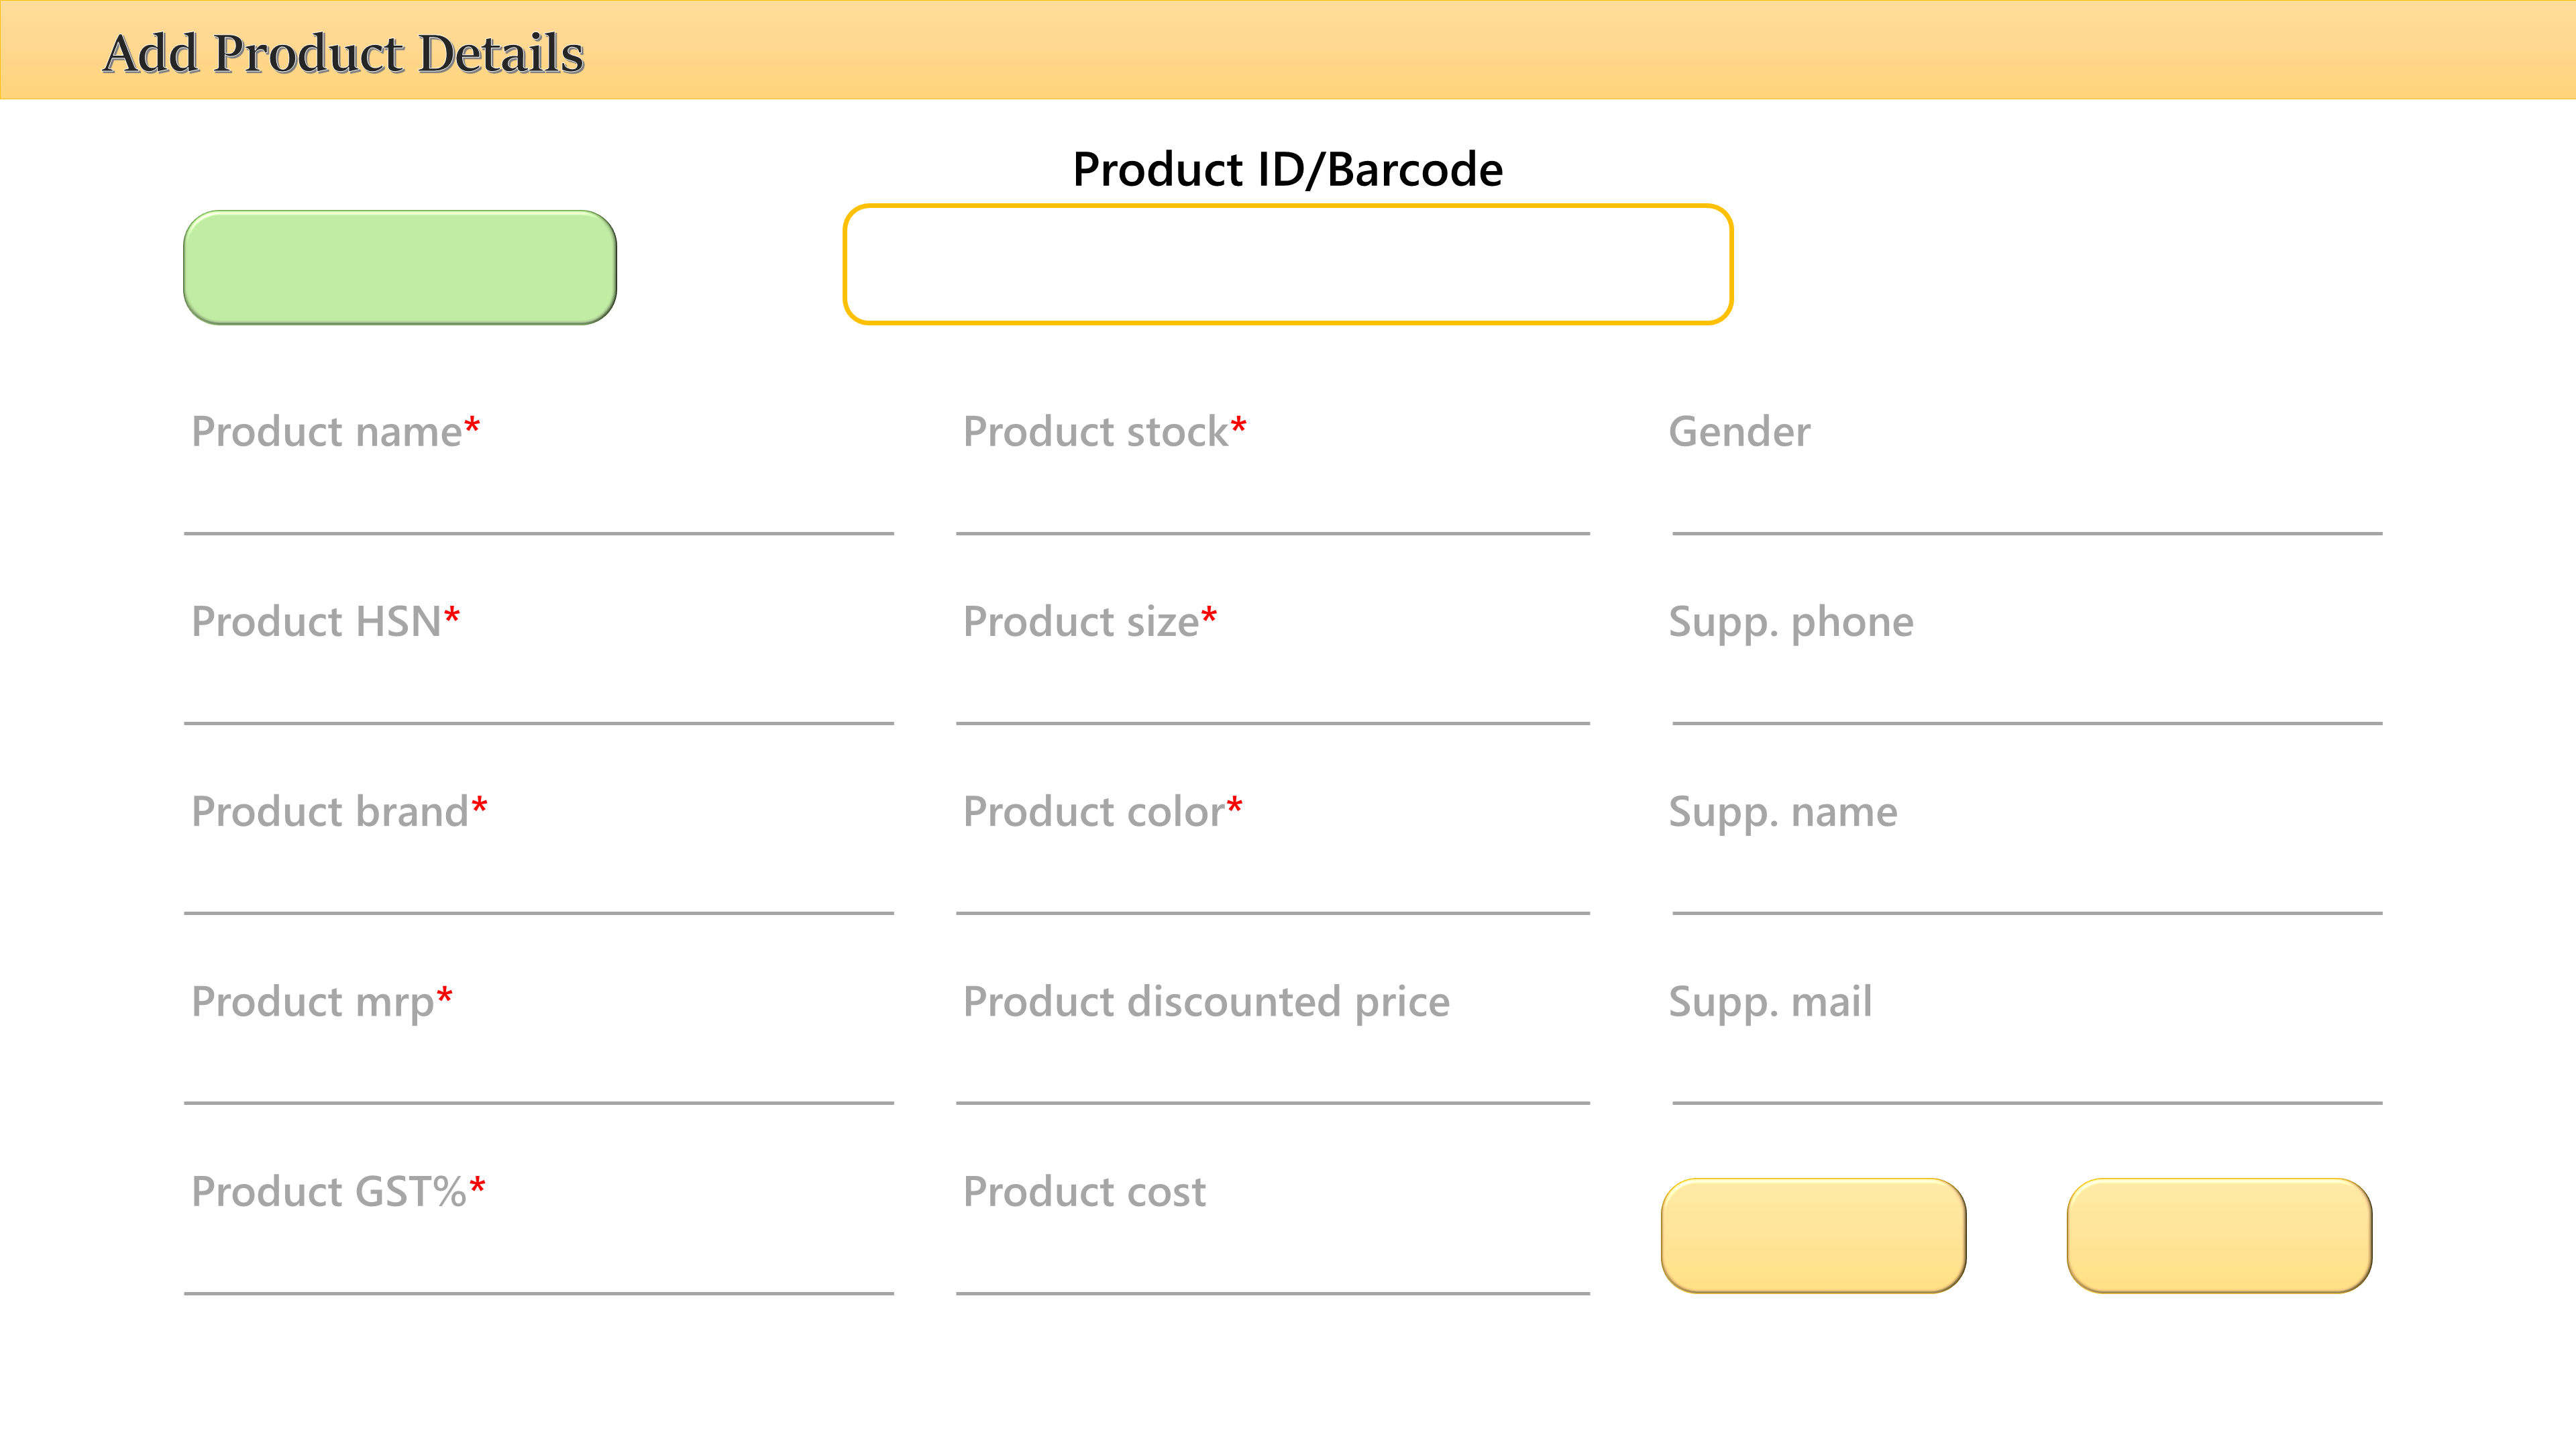 Add Product Details
Product ID/Barcode
Product name*
Product stock*
Gender
Product HSN*
Product size*
Supp. phone
Product brand*
Product color*
Supp. name
Product mrp*
Product discounted price
Supp. mail
Product GST%*
Product cost